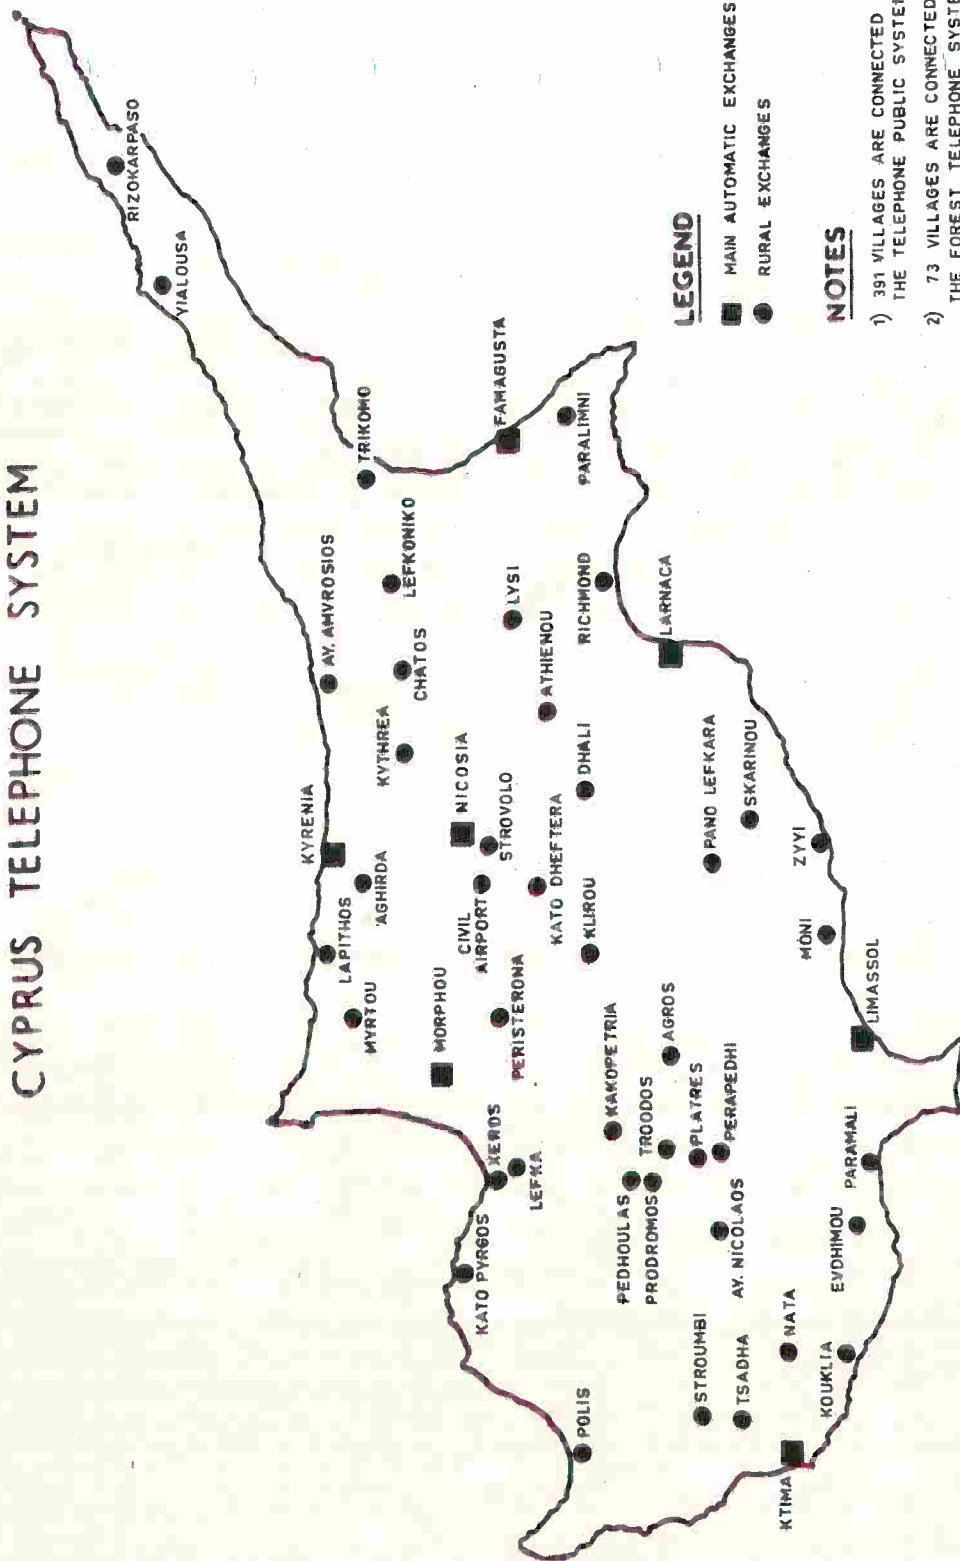 CYPRUS TELEPHONE SYSTEM
RIZOKARPASO
YIALOUSA
AY. AMVROSIOS
TRIKOMO
KYRENIA
LEFKONIKO
CHATOS
KYTHREA
LAPITHOS
AGHIRDA
MYRTOU
FAMAGUSTA
PARALIMNI
LYSI
NICOSIA
STROVOLO
CIVIL
AIRPORT
MORPHOU
PERISTERONA
ATHIENOU
RICHMOND
LARNACA
DHALI
KATO DHEFTERA
KLIROU
XEROS
LEFKA
KATO PYRGOS
KAKOPETRIA
AGROS
TROODOS
PEDHOULAS
PRODROMOS
PLATRES
PERAPEDHI
AY. NICOLAOS
PANO LEFKARA
SKARINOU
ZYYI
MONI
LIMASSOL
PARAMALI
EVDHIMOU
POLIS
STROUMBI
TSADHA
NATA
KOUKLIA
KTIMA
LEGEND
MAIN AUTOMATIC EXCHANGES
RURAL EXCHANGES
NOTES
1) 391 VILLAGES ARE CONNECTED
THE TELEPHONE PUBLIC
2) 73 VILLAGES ARE CONNECTED
THE FOREST TELEPHONE